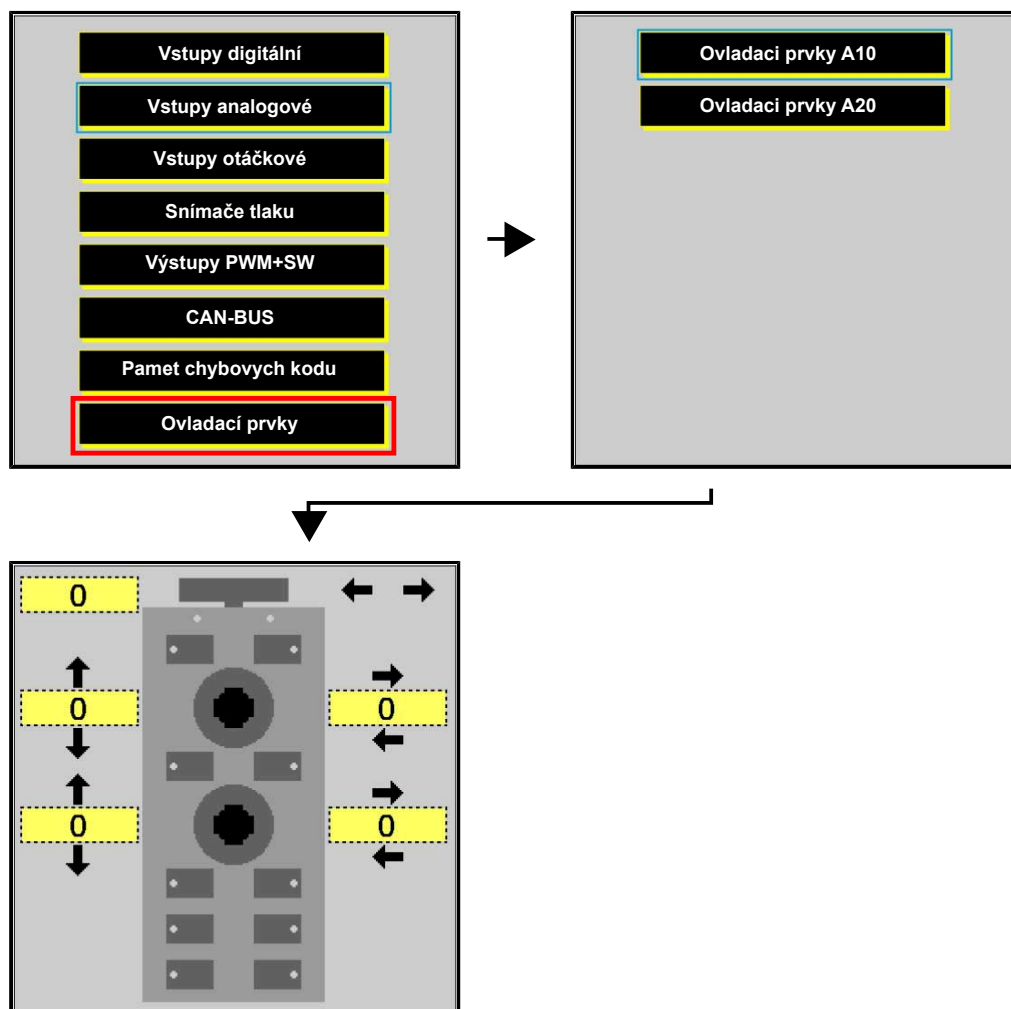 Vstupy digitální
Vstupy analogové
Vstupy otáčkové
Snímače tlaku
Výstupy PWM+SW
CAN-BUS
Pamet chybovych kodu
Ovladací prvky
Ovladaci prvky A10
Ovladaci prvky A20
0
0
0
0
0